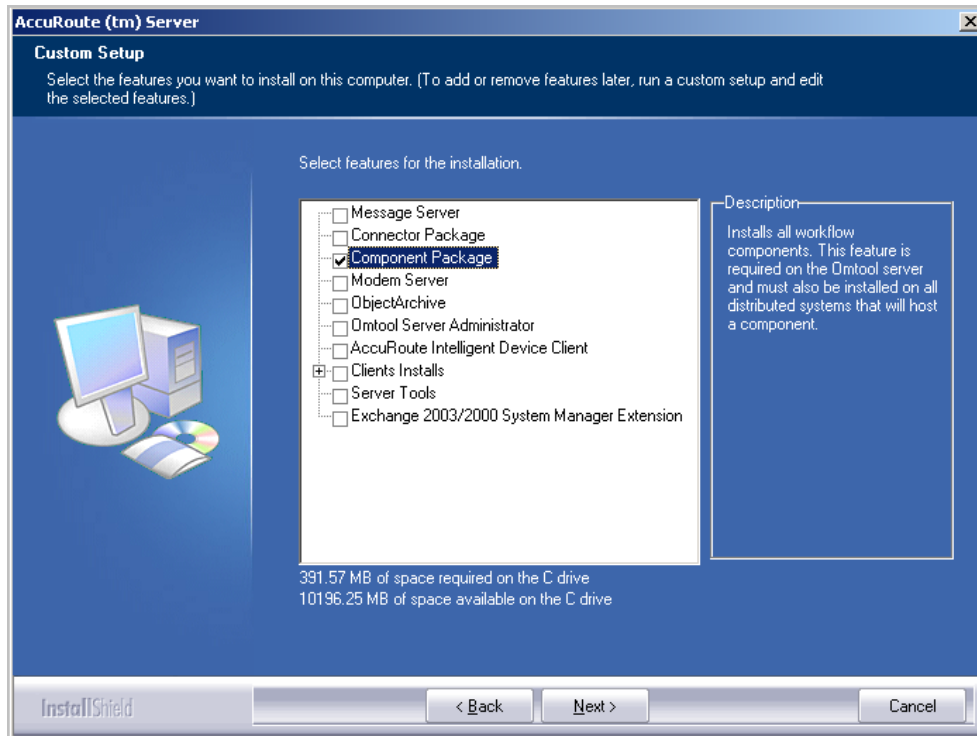 AccuRoute (tm) Server
Custom Setup
Select the features you want to install on this computer. (To add or remove features later, run a custom setup and edit
the selected features.)
Select features for the installation.
Message Server
Connector Package
Component Package
Modem Server
ObjectArchive
Omtool Server Administrator
AccuRoute Intelligent Device Client
Clients Installs
Server Tools
Exchange 2003/2000 System Manager Extension
Description
Installs all workflow
components. This feature is
required on the Omtool server
and must also be installed on all
distributed systems that will host
a component.
391.57 MB of space required on the C drive
10196.25 MB of space available on the C drive
InstallShield
< Back
Next >
Cancel